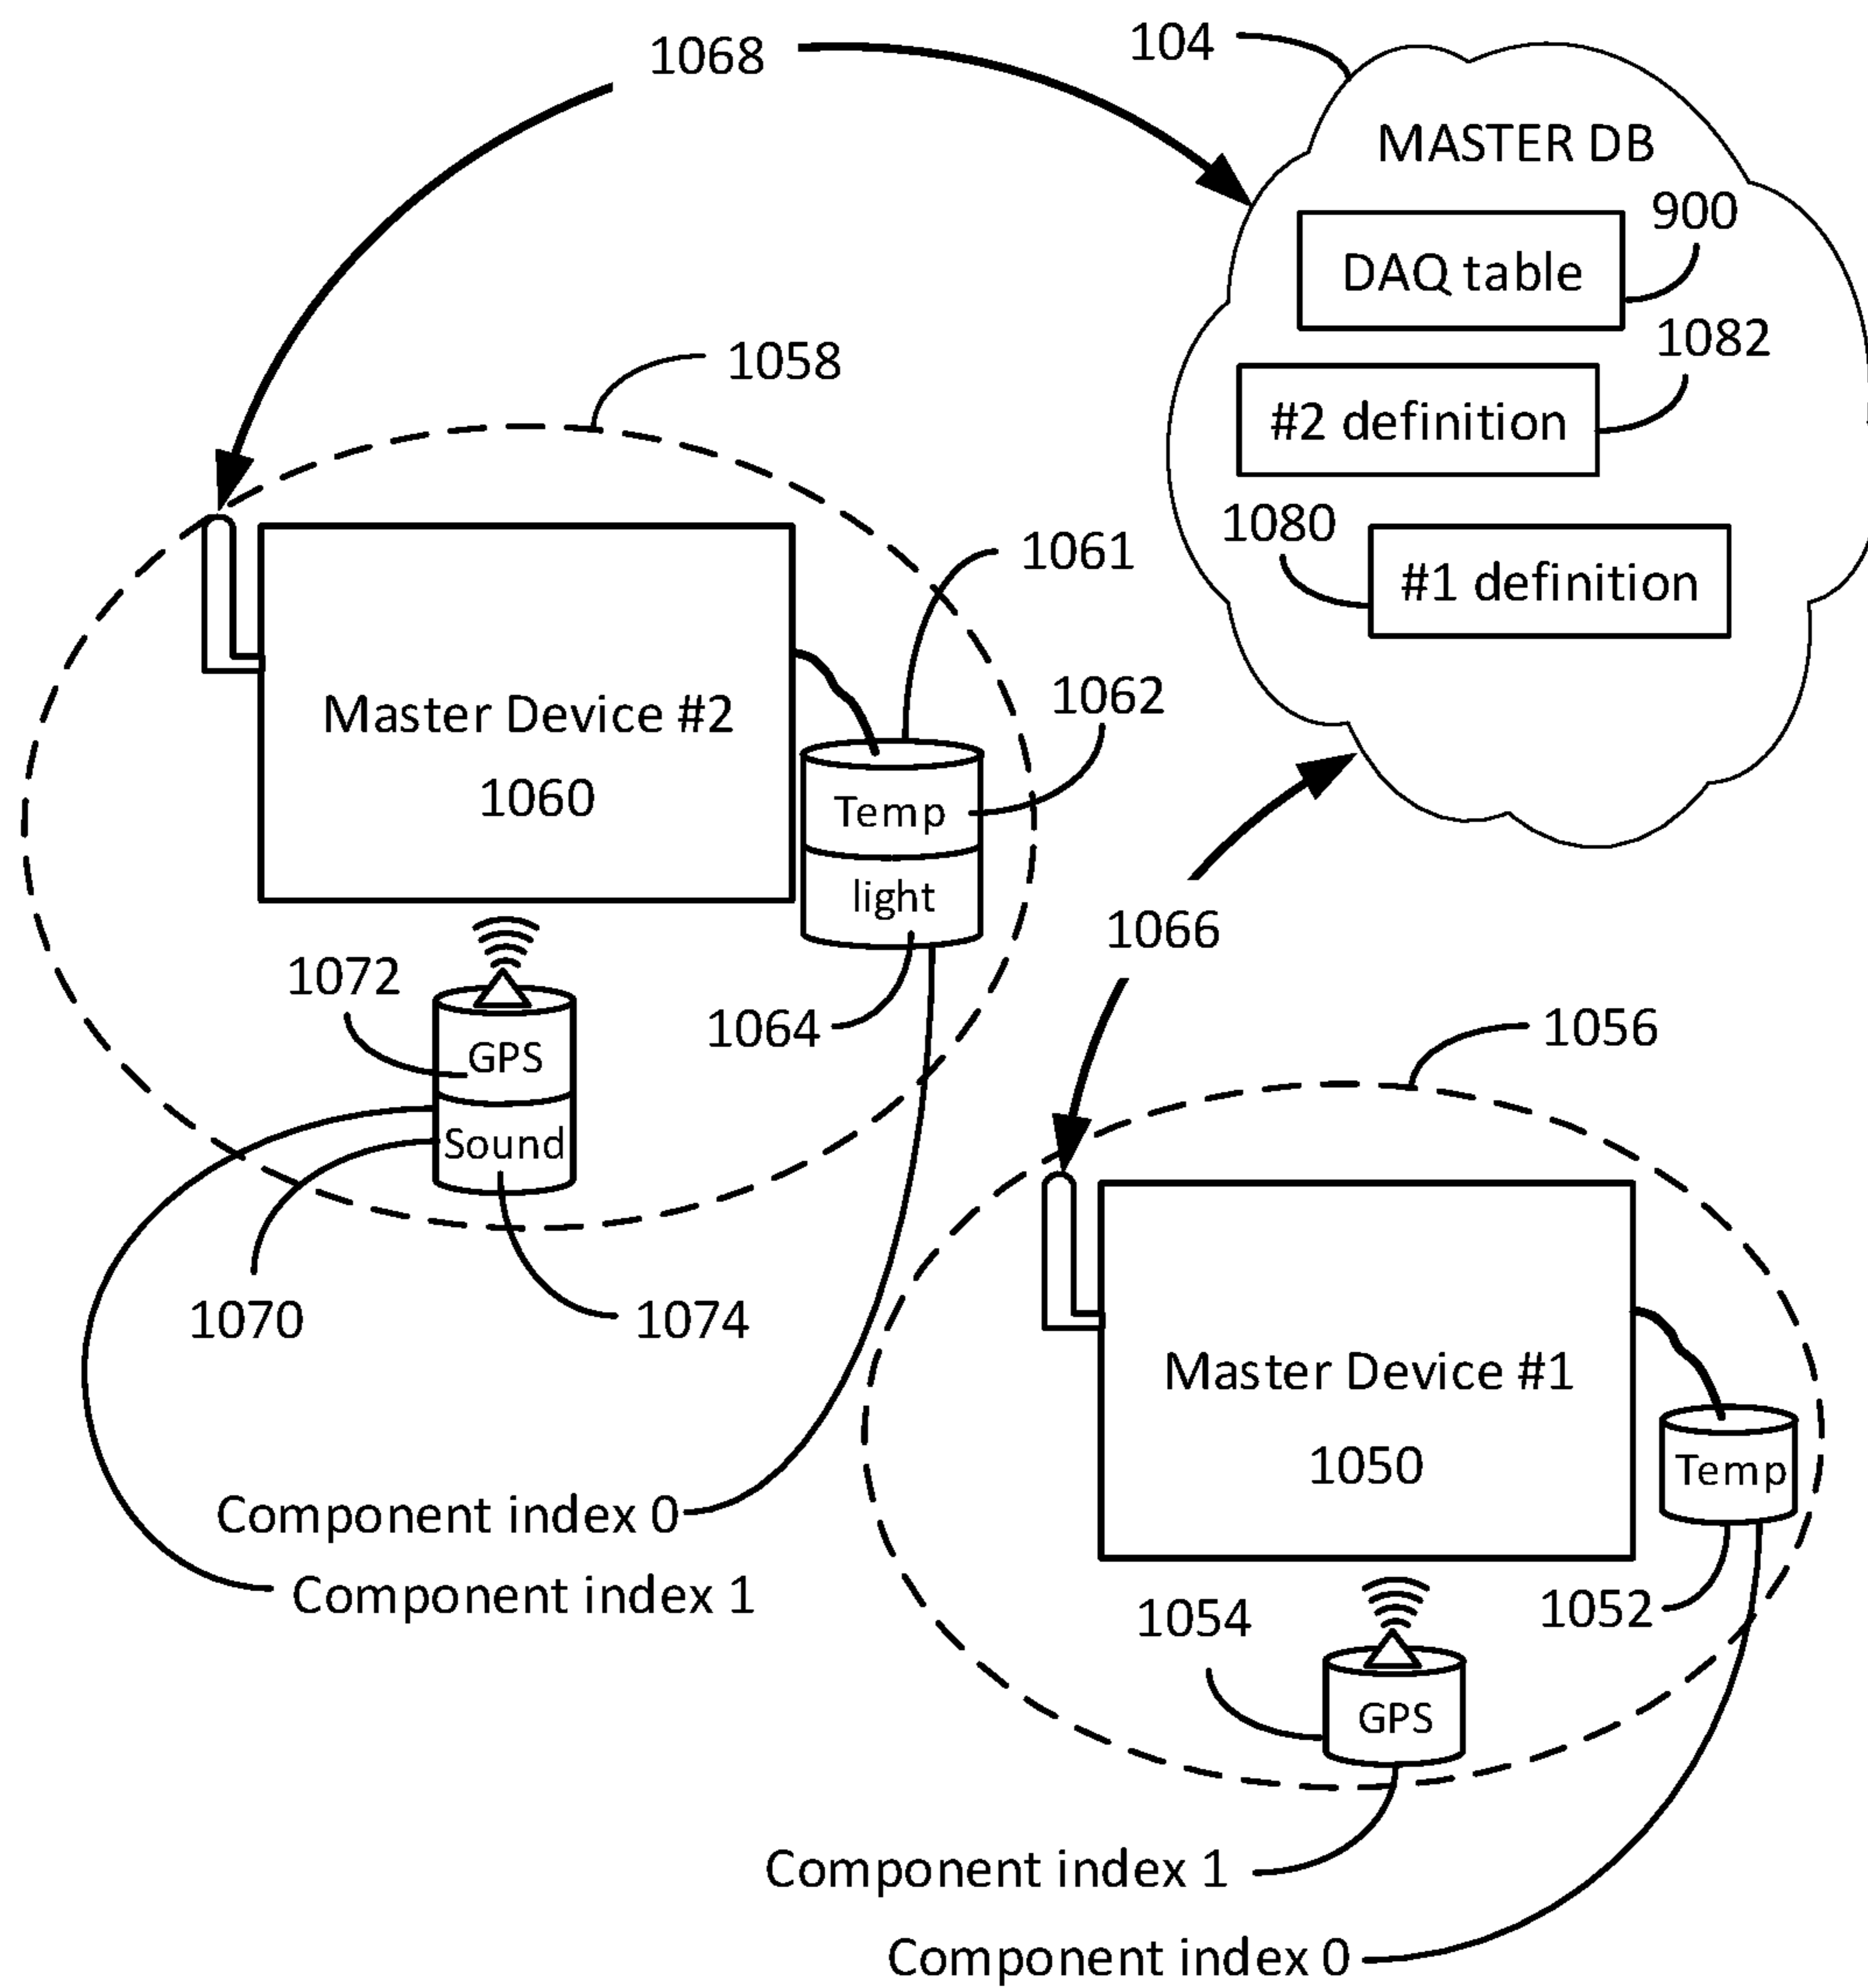 1068
104
MASTER DB
900
DAQ table
1082
#2 definition
1080
#1 definition
1058
1061
1062
Master Device #2
1060
Temp
light
1072
1064
GPS
Sound
1070
1074
1066
1056
Master Device #1
1050
Temp
Component index 0
Component index 1
1054
1052
GPS
Component index 1
Component index 0